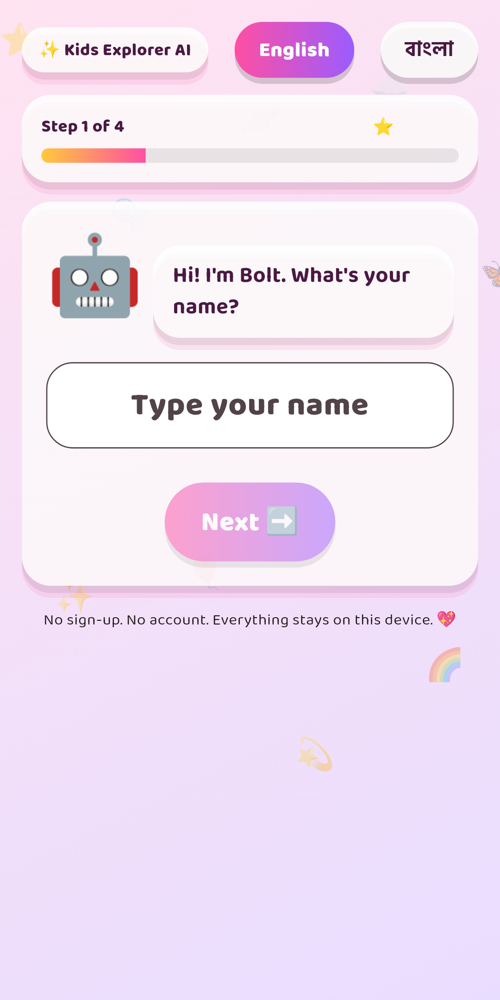 ✨ Kids Explorer AI
English
বাংলা
Step 1 of 4
Hi! I'm Bolt. What's your
name?
Type your name
Next ➡️
No sign-up. No account. Everything stays on this device. 💖